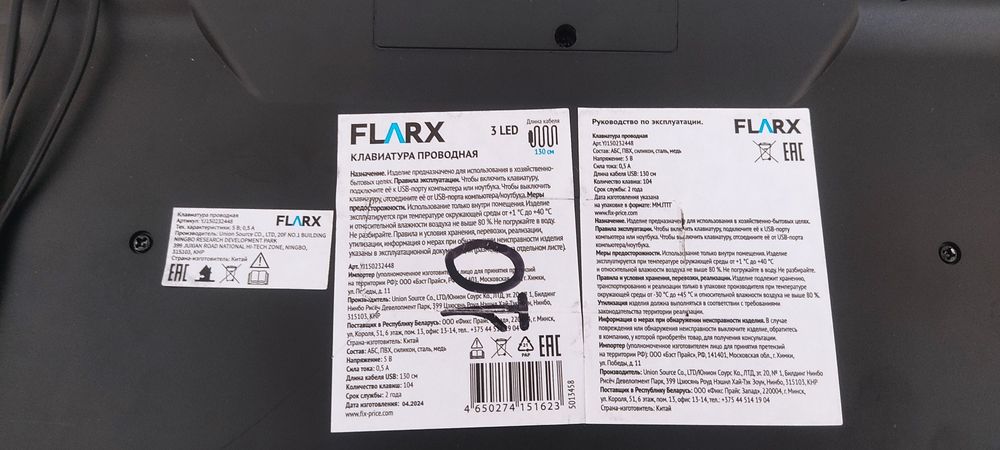 Клавиатура проводная
Артикул: YJ150232448
Тех. характеристики: 5 В; 0,5 А
FLARX
Производитель: Union Source CO., LTD, 20F NO.1 BUILDING
NINGBO RESEARCH DEVELOPMENT PARK
399 JUXIAN ROAD NATIONAL HI-TECH ZONE, NINGBO,
315103, КНР
Страна-изготовитель: Китай
EAC
FLARX
3 LED
Длина кабеля
130 см
КЛАВИАТУРА ПРОВОДНАЯ
Назначение. Изделие предназначено для использования в хозяйственно-
бытовых целях. Правила эксплуатации. Чтобы включить клавиатуру,
подключите её к USB-порту компьютера или ноутбука. Чтобы выключить
клавиатуру, отсоедините её от USB-порта компьютера/ноутбука. Меры
предосторожности. Использовать только внутри помещения. Изделие
эксплуатируется при температуре окружающей среды от +1 °С до +40 °С
и относительной влажности воздуха не выше 80 %. Не погружайте в воду.
Не разбирайте. Правила и условия хранения, перевозки, реализации,
утилизации, информация о мерах при обнаружении неисправности изделия
указаны в эксплуатационной документации отдельном листе).
Арт. YJ150232448
Импортер (уполномоченное изготовителем лицо для принятия претензий
на территории РФ): ООО «Бэст Прайс», РФ, 141401, Московская г. Химки,
ул. Победы, д. 11
Производитель: Union Source CO., LTD/Юнион Соурс Ко., ЛТД, эт. 20, № 1, Билдинг
Нинбо Рисёч Девелопмент Парк, 399 Цзюсянь Роуд Нэшнл Хай-Тэк Нинбо,
315103, КНР
Поставщик в Республику Беларусь: ООО «Фикс Прайс Запад», г. Минск,
ул. Короля, 51, 6 этаж, пом. 13, офис 13-14, тел. +375 44 514 19 04
Страна-изготовитель: Китай
Состав: АБС, ПВХ, силикон, сталь, медь
Напряжение: 5 В
Сила тока: 0,5 А
Длина кабеля USB: 130 см
Количество клавиш: 104
Срок службы: 2 года
Дата изготовления: 04.2024
www.fix-price.com
PAP
EAC
4 650274 151623
5013458
Руководство по эксплуатации.
FLARX
EAC
Клавиатура проводная
Арт. YJ150232448
Состав: АБС, ПВХ, силикон, сталь, медь
Напряжение: 5 В
Сила тока: 0,5 А
Длина кабеля USB: 130 см
Количество клавиш: 104
Срок службы: 2 года
Дата изготовления указана
на упаковке в формате: ММ.ГГГГ
www.fix-price.com
Назначение. Изделие предназначено для использования в хозяйственно-бытовых целях.
Правила эксплуатации. Чтобы включить клавиатуру, подключите её к USB-порту
компьютера или ноутбука. Чтобы выключить клавиатуру, отсоедините её от USB-порта
компьютера/ноутбука.
Меры предосторожности. Использовать только внутри помещения. Изделие
эксплуатируется при температуре окружающей среды от +1 °С до +40 °С
и относительной влажности воздуха не выше 80 %. Не погружайте в воду. Не разбирайте.
Правила и условия хранения, перевозки, реализации. Изделие подлежит хранению,
транспортированию и реализации только в упаковке производителя при температуре
окружающей среды от -30 °С до +45 °С и относительной влажности воздуха не выше 80 %.
Утилизация изделий должна выполняться в соответствии с требованиями
законодательства территории реализации.
Информация о мерах при обнаружении неисправности изделия. В случае
повреждения или обнаружения неисправности выключите изделие, обратитесь
в компанию, у которой приобретён товар, для получения консультации.
Импортер (уполномоченное изготовителем лицо для принятия претензий
на территории РФ): ООО «Бэст Прайс», РФ, 141401, Московская обл., г. Химки,
ул. Победы, д. 11
Производитель: Union Source CO., LTD/Юнион Соурс Ко., ЛТД, эт. 20, № 1, Билдинг Нинбо
Рисёч Девелопмент Парк, 399 Цзюсянь Роуд Нэшнл Хай-Тэк Зоун, Нинбо, 315103, КНР
Поставщик в Республику Беларусь: ООО «Фикс Прайс Запад», 220004, г. Минск,
ул. Короля, 51, 6 этаж, пом. 13, офис 13-14, тел.: +375 44 514 19 04
Страна-изготовитель: Китай